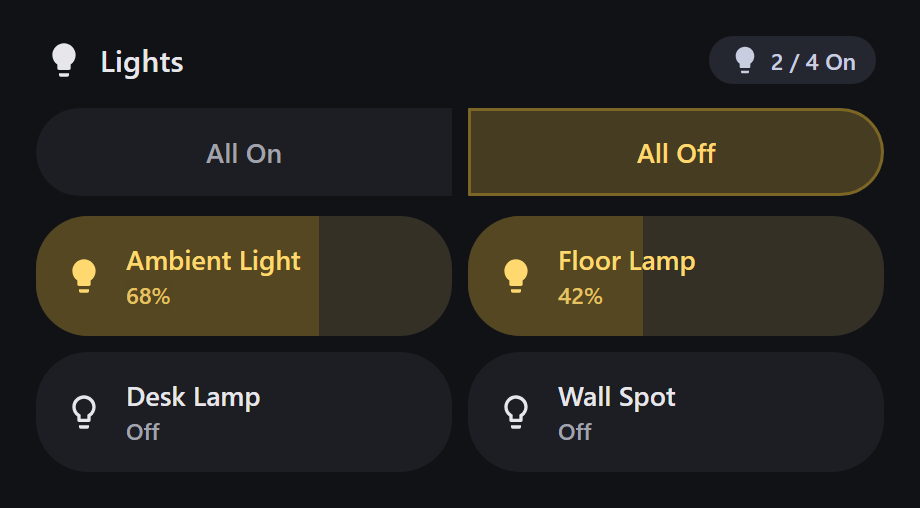 Lights
2 / 4 On
All On
All Off
Ambient Light
68%
Floor Lamp
42%
Desk Lamp
Off
Wall Spot
Off